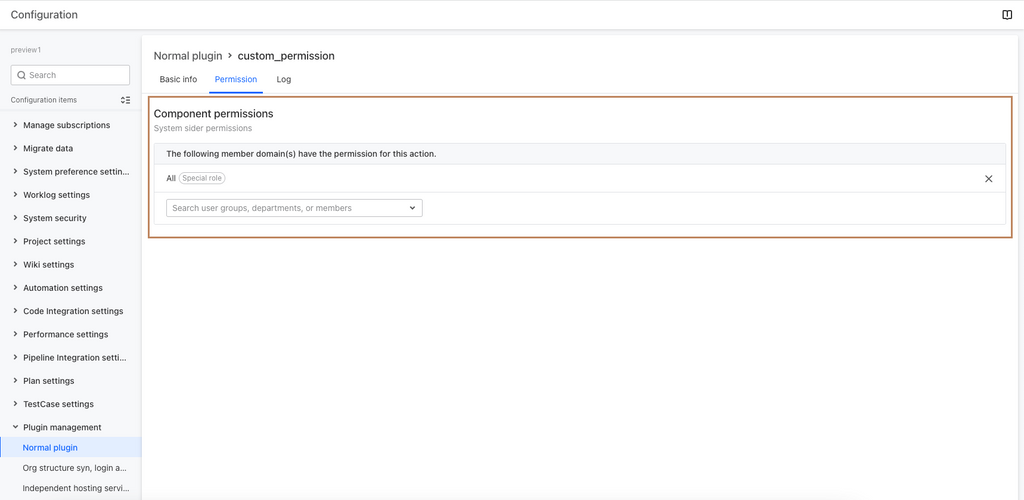 Configuration
preview1
Search
Configuration items
Manage subscriptions
Migrate data
System preference settin...
Worklog settings
System security
Project settings
Wiki settings
Automation settings
Code Integration settings
Performance settings
Pipeline Integration setti...
Plan settings
TestCase settings
Plugin management
Normal plugin
Org structure syn, login a...
Independent hosting servi...
Normal plugin > custom_permission
Basic info Permission Log
Component permissions
System sider permissions
The following member domain(s) have the permission for this action.
All Special role
Search user groups, departments, or members